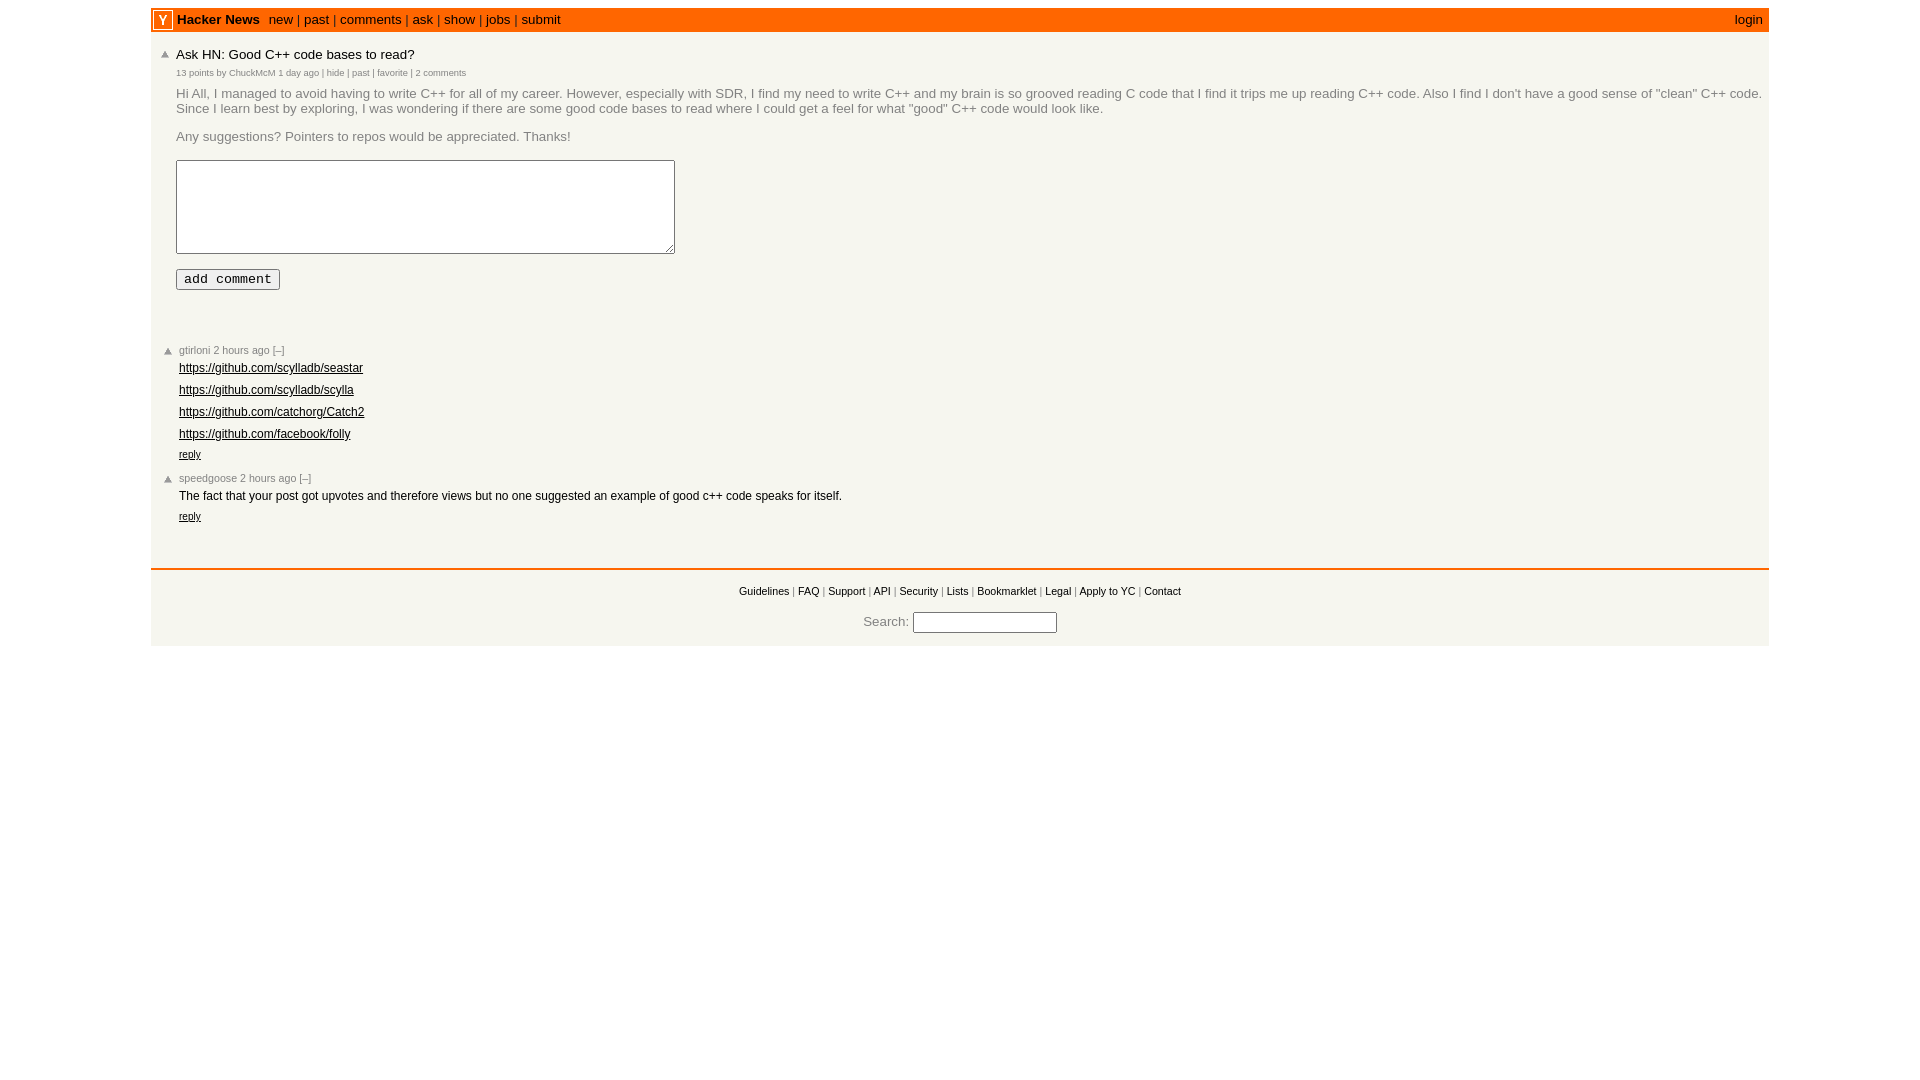 Y Hacker News new | past | comments | ask | show | jobs | submit login
Ask HN: Good C++ code bases to read?
13 points by ChuckMcM 1 day ago | hide | past | favorite | 2 comments
Hi All, I managed to avoid having to write C++ for all of my career. However, especially with SDR, I find my need to write C++ and my brain is so grooved reading C code that I find it trips me up reading C++ code. Also I find I don't have a good sense of "clean" C++ code.
Since I learn best by exploring, I was wondering if there are some good code bases to read where I could get a feel for what "good" C++ code would look like.
Any suggestions? Pointers to repos would be appreciated. Thanks!
add comment
gtirloni 2 hours ago [–]
https://github.com/scylladb/seastar
https://github.com/scylladb/scylla
https://github.com/catchorg/Catch2
https://github.com/facebook/folly
reply
speedgoose 2 hours ago [–]
The fact that your post got upvotes and therefore views but no one suggested an example of good c++ code speaks for itself.
reply
Guidelines | FAQ | Support | API | Security | Lists | Bookmarklet | Legal | Apply to YC | Contact
Search: